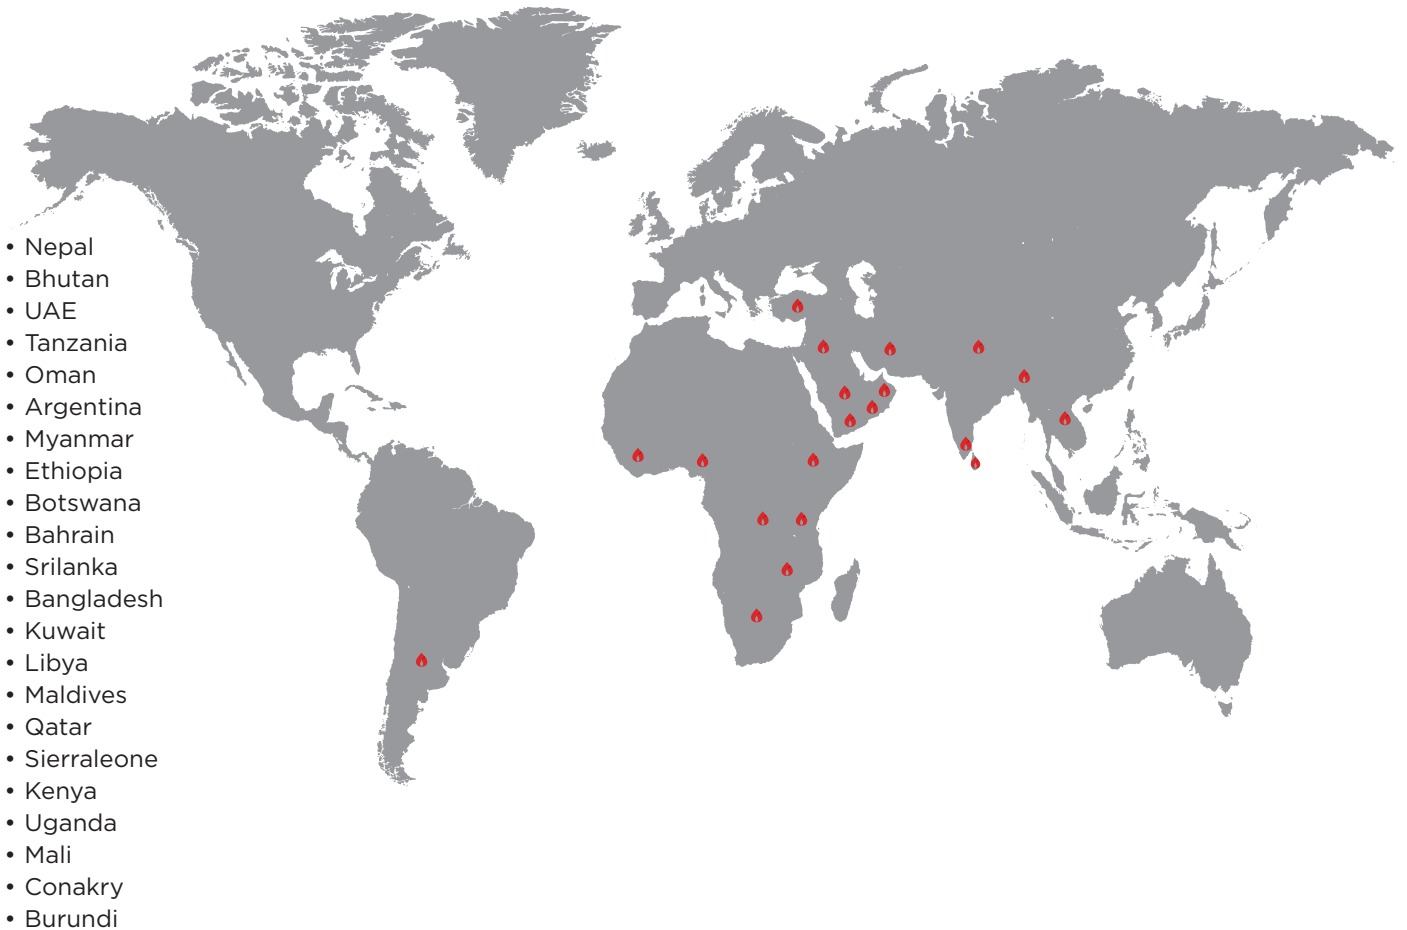 • Nepal
• Bhutan
• UAE
• Tanzania
• Oman
• Argentina
• Myanmar
• Ethiopia
• Botswana
• Bahrain
• Srilanka
• Bangladesh
• Kuwait
• Libya
• Maldives
• Qatar
• Sierraleone
• Kenya
• Uganda
• Mali
• Conakry
• Burundi